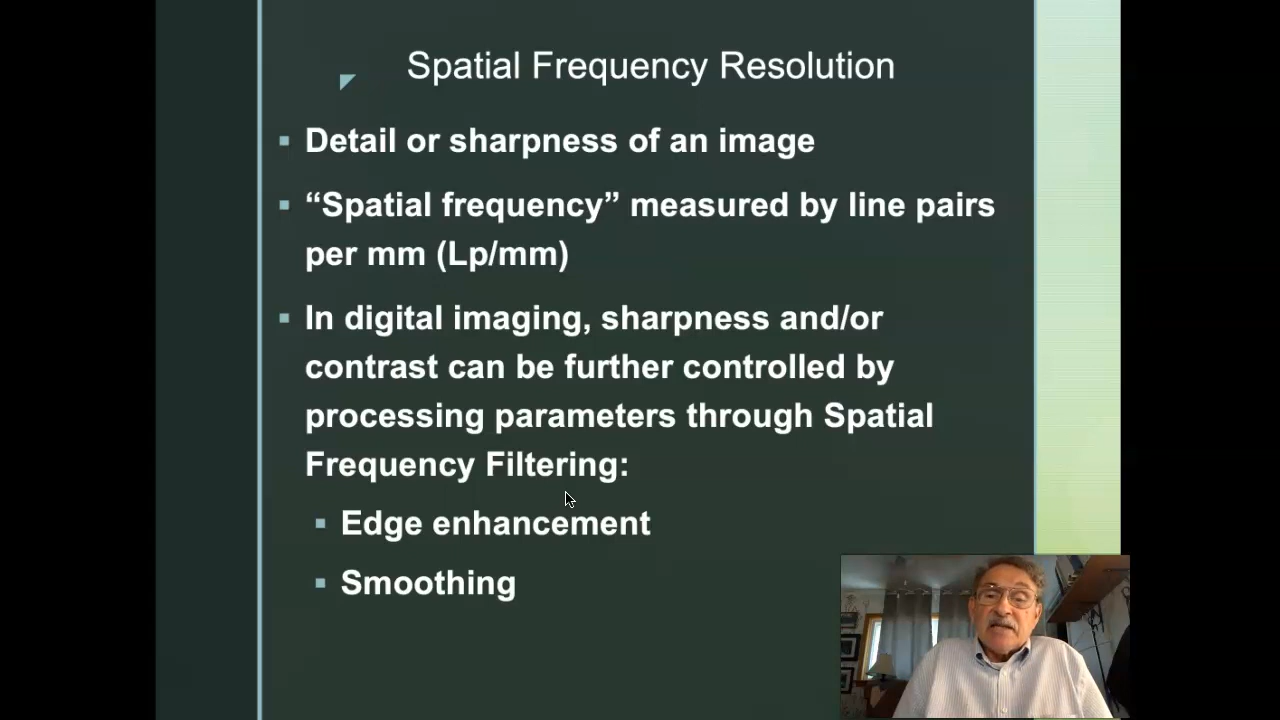 Spatial Frequency Resolution
Detail or sharpness of an image
“Spatial frequency” measured by line pairs
per mm (Lp/mm)
In digital imaging, sharpness and/or
contrast can be further controlled by
processing parameters through Spatial
Frequency Filtering:
Edge enhancement
Smoothing